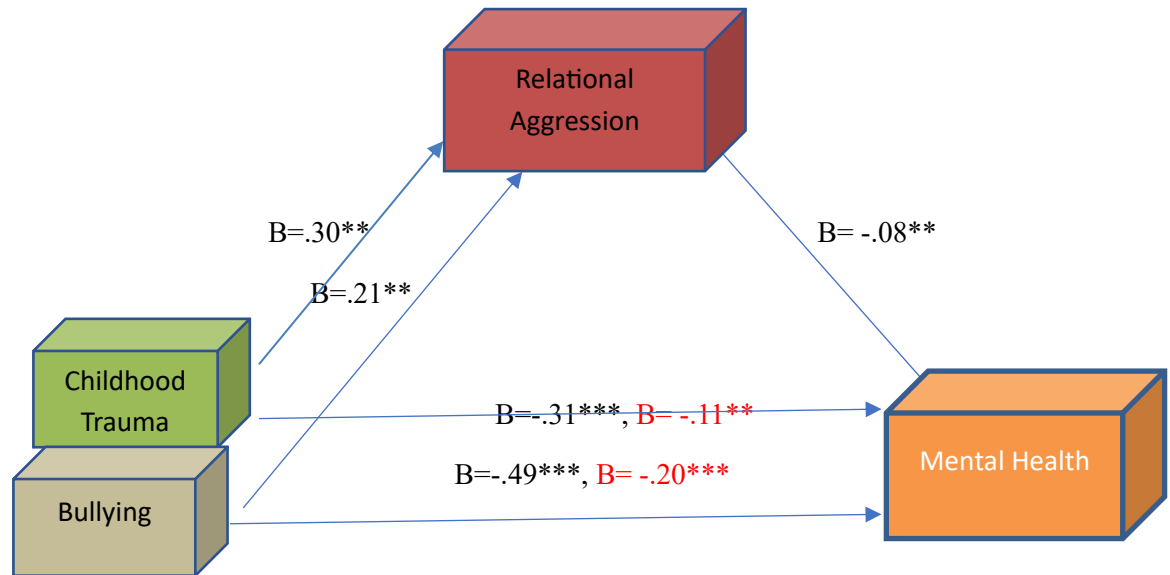 Relational
Aggression
B=.30**
B= -.08**
B=.21**
Childhood
Trauma
B=-.31***, B= -.11**
B=-.49***, B= -.20***
Mental Health
Bullying